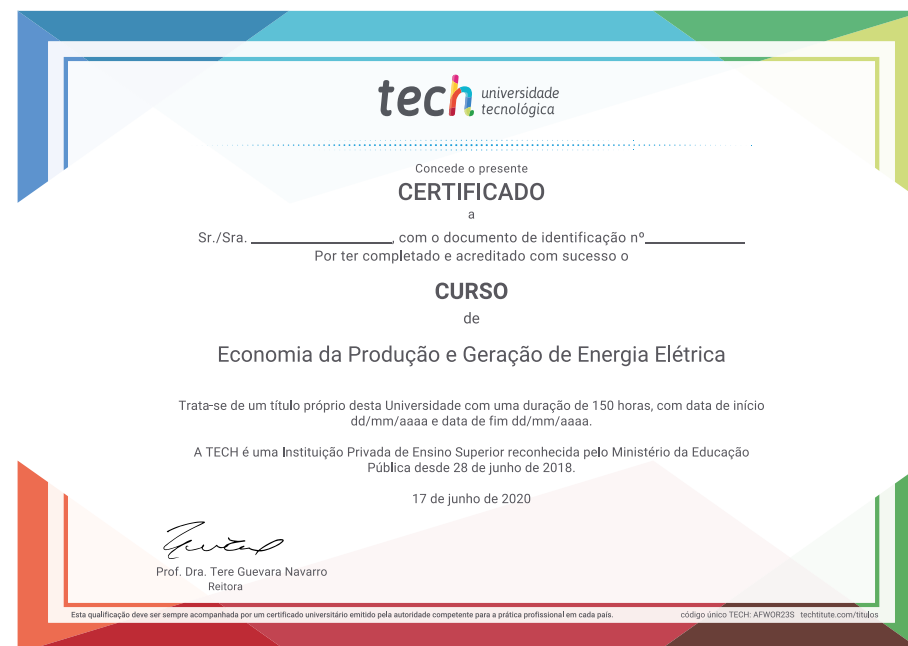 tech universidade
tecnológica
Concede o presente
CERTIFICADO
a
Sr./Sra. ____________________, com o documento de identificação nº______________
Por ter completado e acreditado com sucesso o
CURSO
de
Economia da Produção e Geração de Energia Elétrica
Trata-se de um título próprio desta Universidade com uma duração de 150 horas, com data de início
dd/mm/aaaa e data de fim dd/mm/aaaa.
A TECH é uma Instituição Privada de Ensino Superior reconhecida pelo Ministério da Educação
Pública desde 28 de junho de 2018.
17 de junho de 2020
Prof. Dra. Tere Guevara Navarro
Reitora
Esta qualificação deve ser sempre acompanhada por um certificado universitário emitido pela autoridade competente para a prática profissional em cada país. código único TECH: AFWOR23S techtitute.com/titulos